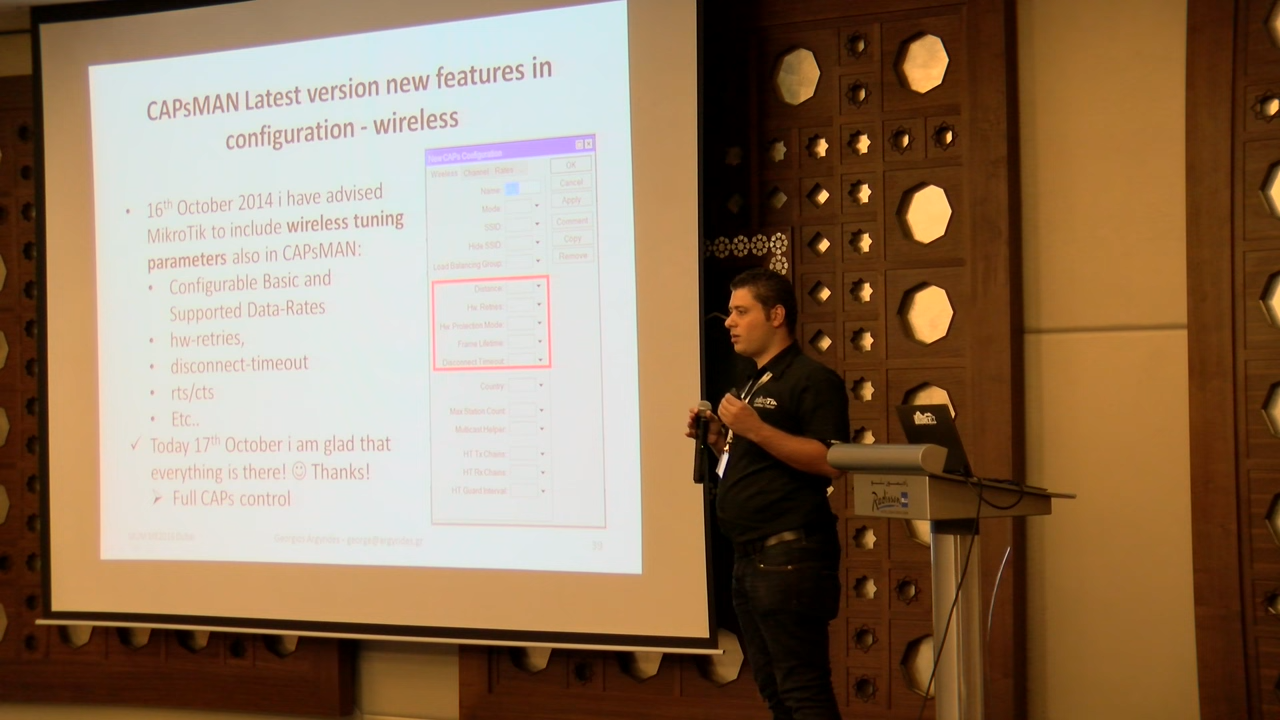 CAPsMAN Latest version new features in
configuration - wireless
• 16th October 2014 i have advised
MikroTik to include wireless tuning
parameters also in CAPsMAN:
• Configurable Basic and
Supported Data-Rates
• hw-retries,
• disconnect-timeout
• rts/cts
• Etc..
✓ Today 17th October i am glad that
everything is there! ☺ Thanks!
➢ Full CAPs control
New CAPs Configuration
Wireless Channel Rates
Name:
Mode:
SSID:
Hide SSID:
Load Balancing Group:
Distance:
Hw. Retries:
Hw. Protection Mode:
Frame Lifetime:
Disconnect Timeout:
Country:
Max Station Count:
Multicast Helper:
HT Tx Chains:
HT Rx Chains:
HT Guard Interval:
OK
Cancel
Apply
Comment
Copy
Remove
Radisson